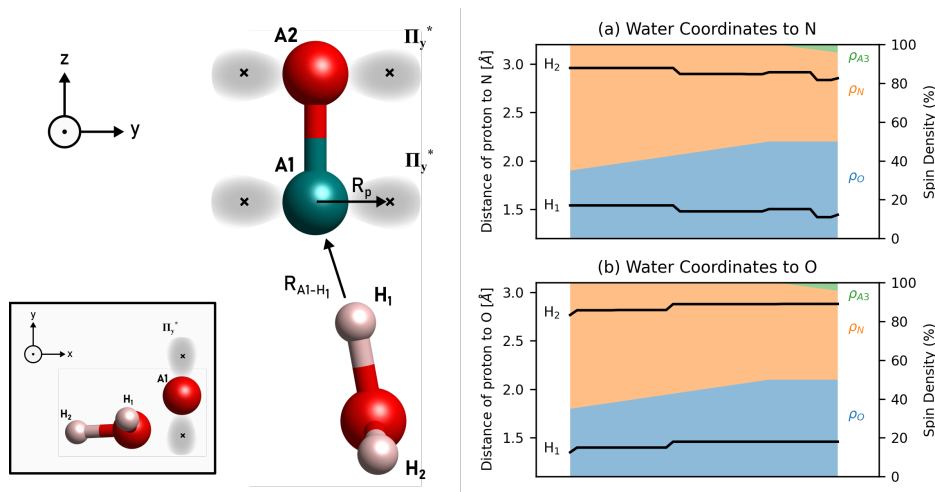 z
y
A2
Π_y*
A1
R_p
Π_y*
R_A1-H₁
H₁
H₂
y
x
Π_y*
A1
H₁
H₂
(a) Water Coordinates to N
Distance of proton to N [Å]
3.0
2.5
2.0
1.5
H₂
H₁
ρ_A3
ρ_N
ρ_O
100
80
60
40
20
0
Spin Density (%)
(b) Water Coordinates to O
Distance of proton to O [Å]
3.0
2.5
2.0
1.5
H₂
H₁
ρ_A3
ρ_N
ρ_O
100
80
60
40
20
0
Spin Density (%)